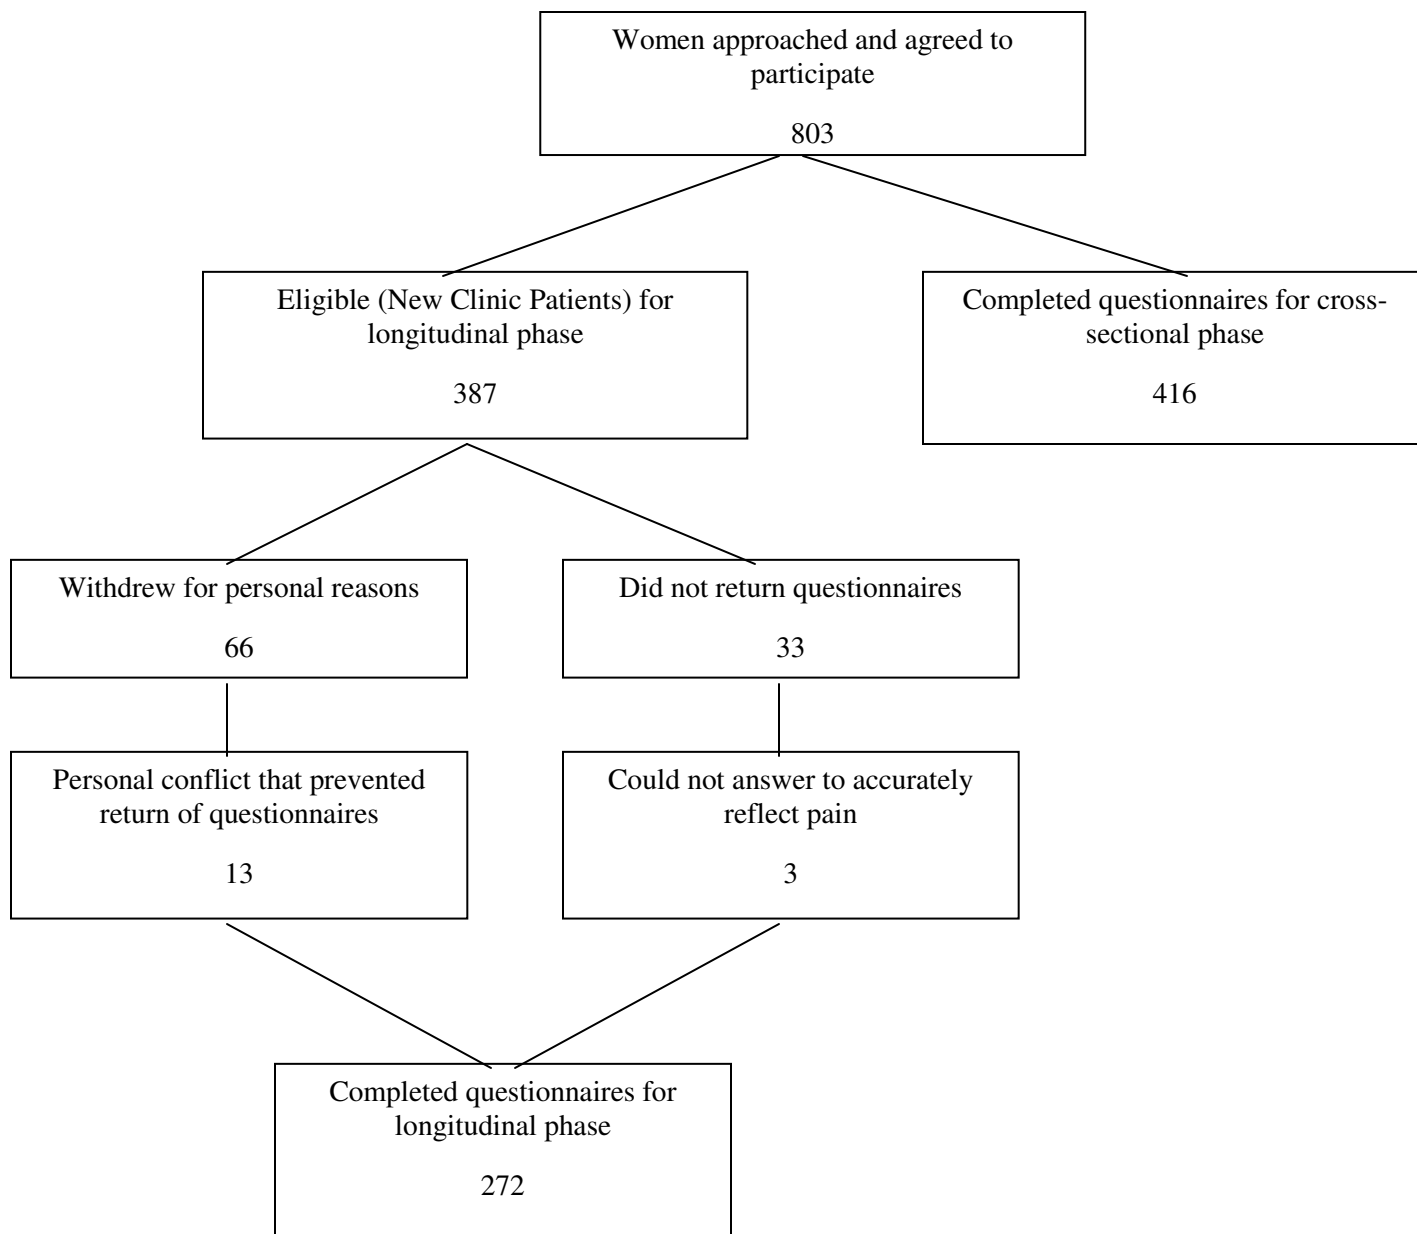 Women approached and agreed to
participate
803
Eligible (New Clinic Patients) for
longitudinal phase
387
Completed questionnaires for cross-
sectional phase
416
Withdrew for personal reasons
66
Did not return questionnaires
33
Personal conflict that prevented
return of questionnaires
13
Could not answer to accurately
reflect pain
3
Completed questionnaires for
longitudinal phase
272